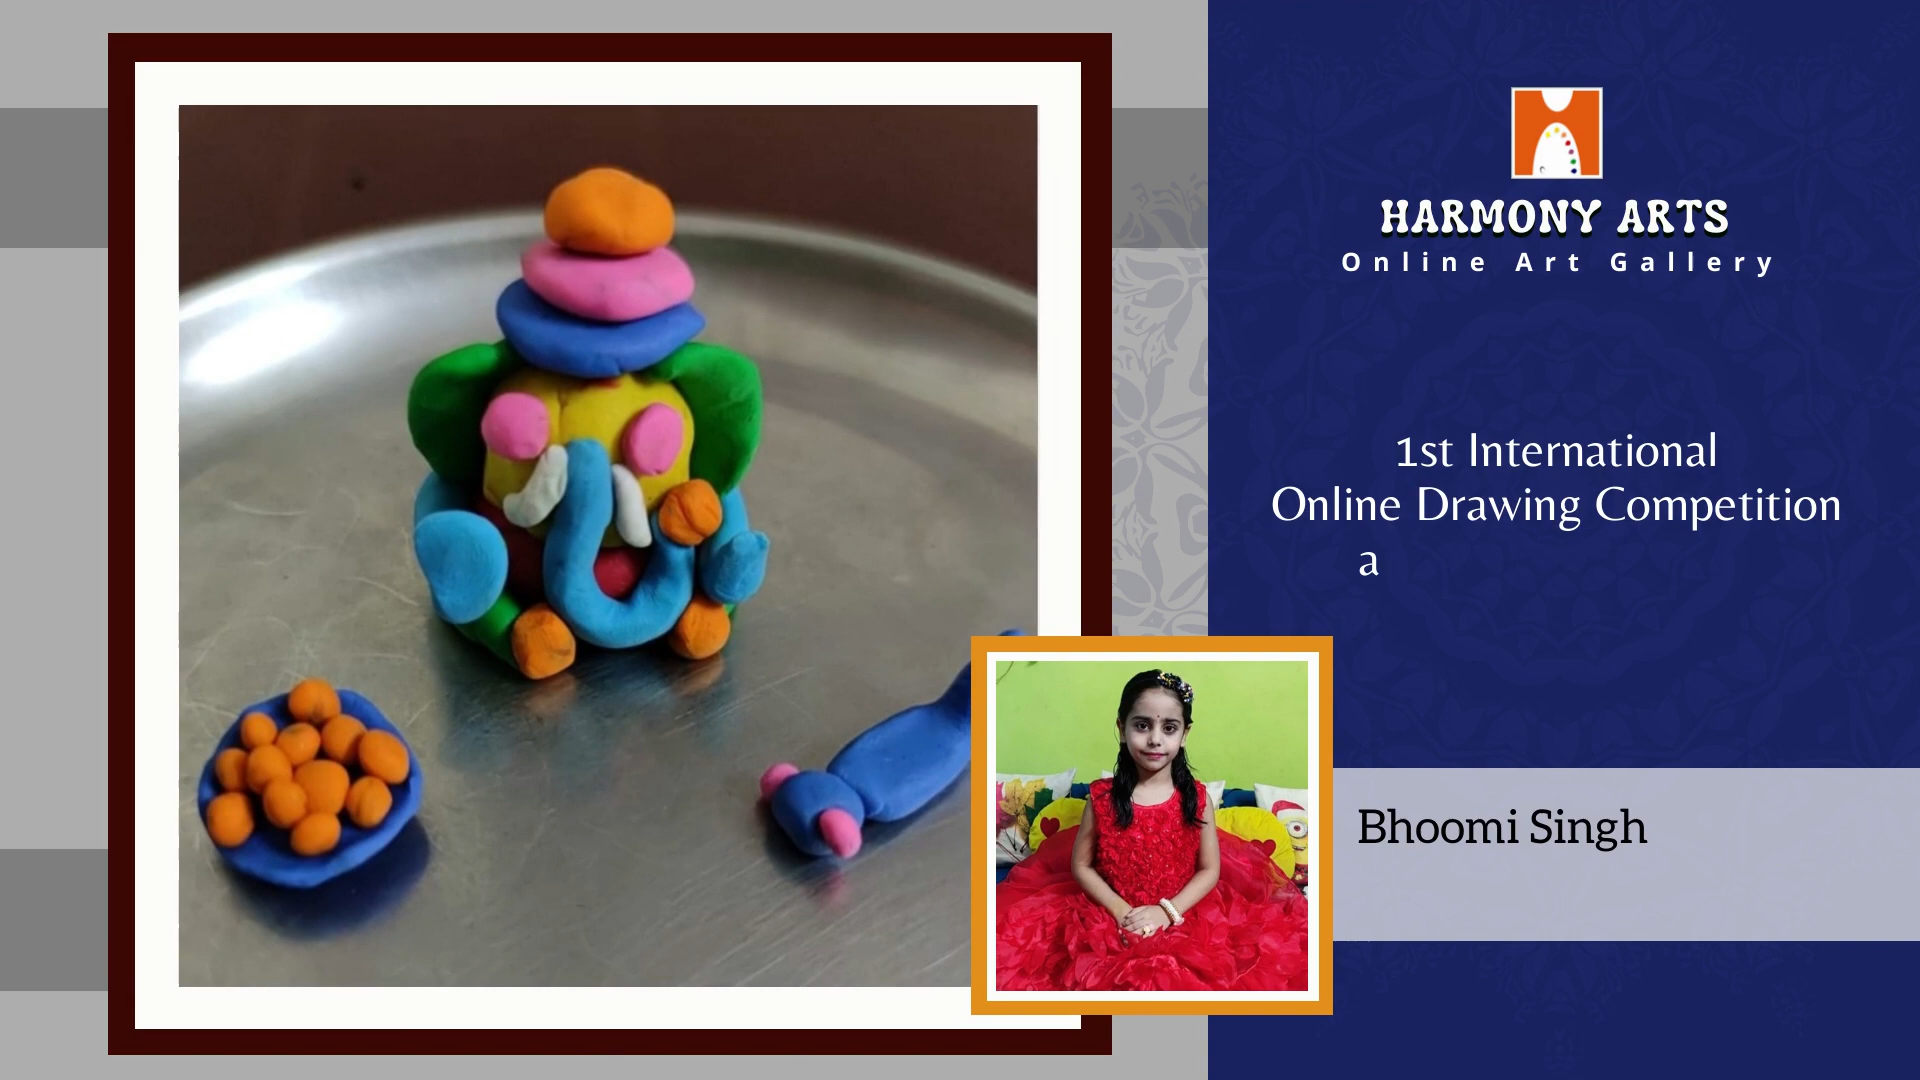 HARMONY ARTS
Online Art Gallery
1st International
Online Drawing Competition
a
Bhoomi Singh